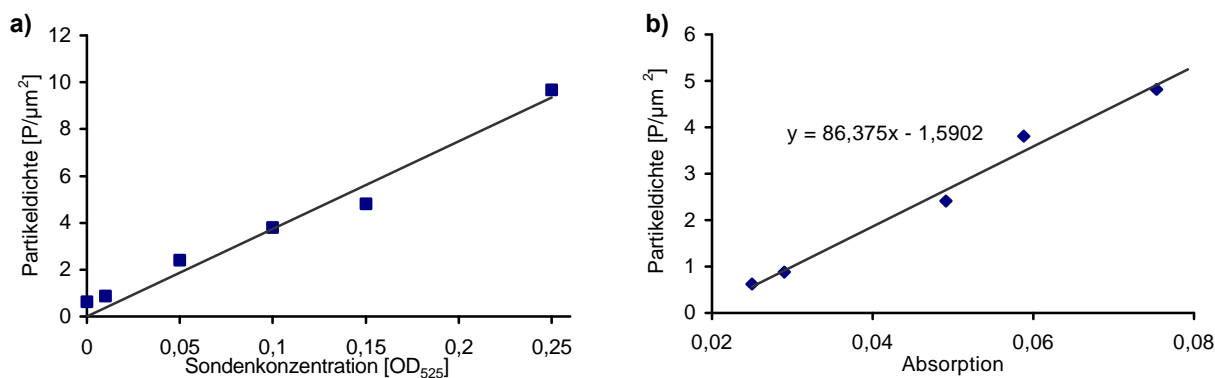 a)
Partikeldichte [P/µm²]
12
10
8
6
4
2
0
0 0,05 0,1 0,15 0,2 0,25
Sondenkonzentration [OD₅₂₅]
b)
Partikeldichte [P/µm²]
6
5
4
3
2
1
0
y = 86,375x - 1,5902
0,02 0,04 0,06 0,08
Absorption